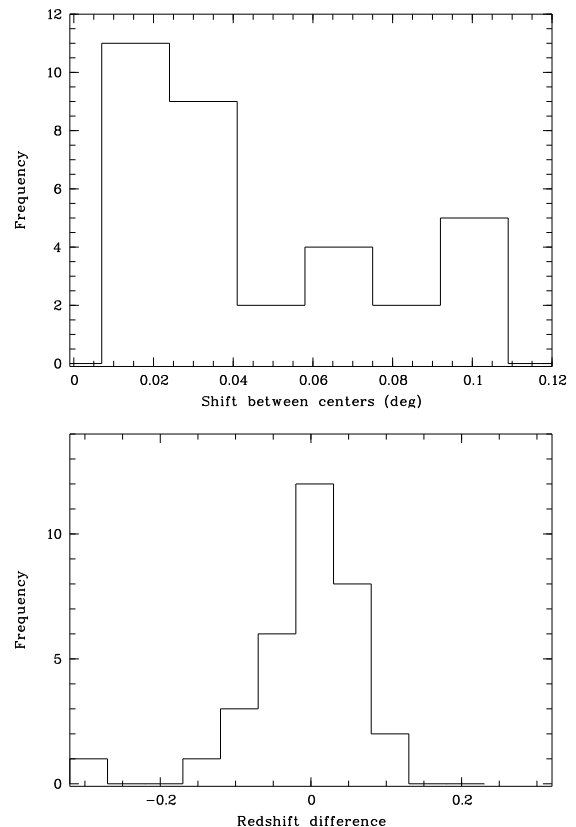 12
10
8
6
4
2
0
Frequency
0 0.02 0.04 0.06 0.08 0.1 0.12
Shift between centers (deg)
10
5
0
Frequency
−0.2 0 0.2
Redshift difference